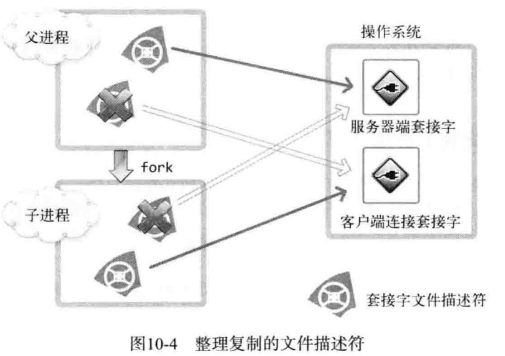 父进程
操作系统
服务器端套接字
fork
子进程
客户端连接套接字
套接字文件描述符
图10-4 整理复制的文件描述符